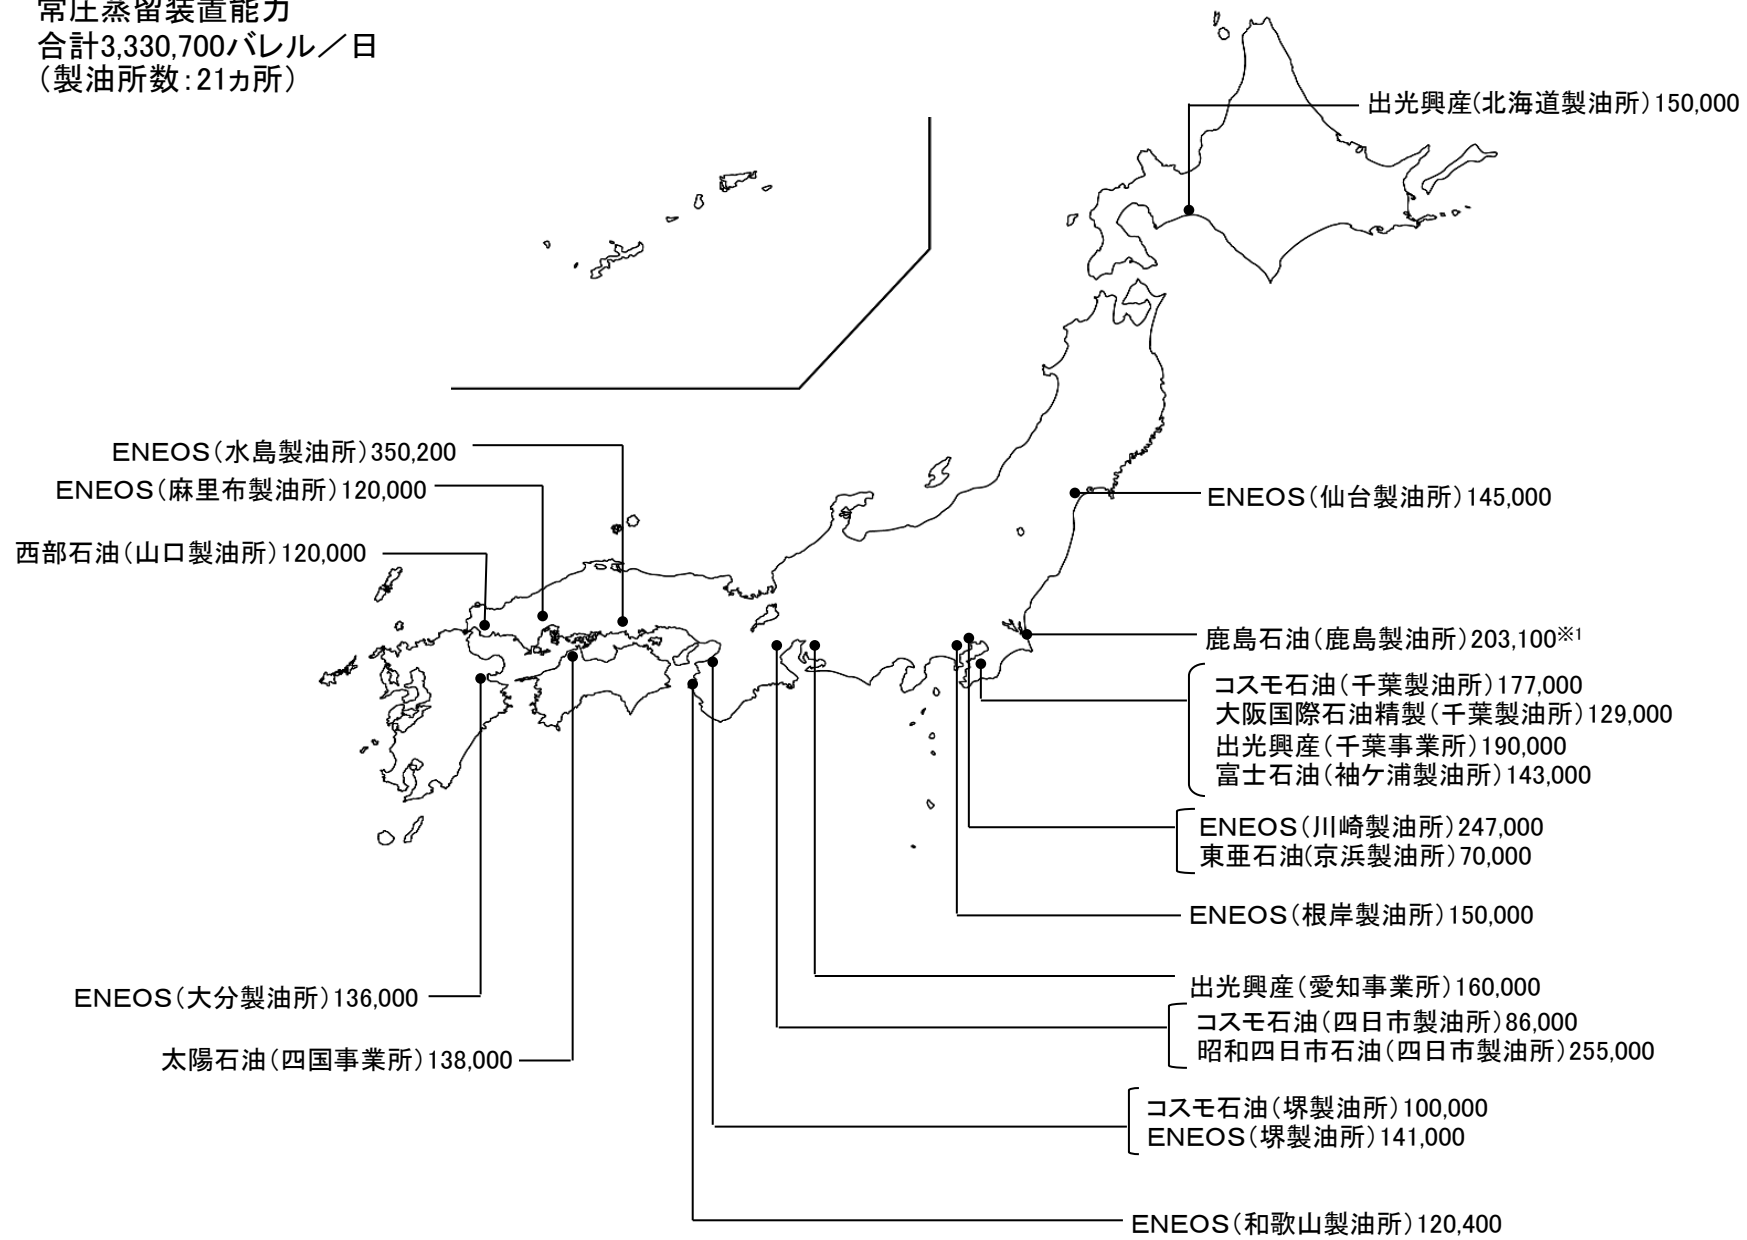 常圧蒸留装置能力
合計3,330,700バレル／日
（製油所数：21ヵ所）
出光興産(北海道製油所)150,000
ENEOS（水島製油所）350,200
ENEOS（麻里布製油所）120,000
西部石油（山口製油所）120,000
ENEOS（仙台製油所）145,000
鹿島石油（鹿島製油所）203,100※1
コスモ石油（千葉製油所）177,000
大阪国際石油精製（千葉製油所）129,000
出光興産（千葉事業所）190,000
富士石油（袖ケ浦製油所）143,000
ENEOS（川崎製油所）247,000
東亜石油(京浜製油所）70,000
ENEOS（根岸製油所）150,000
出光興産（愛知事業所）160,000
コスモ石油（四日市製油所）86,000
昭和四日市石油（四日市製油所）255,000
ENEOS（大分製油所）136,000
太陽石油（四国事業所）138,000
コスモ石油（堺製油所）100,000
ENEOS（堺製油所）141,000
ENEOS（和歌山製油所）120,400